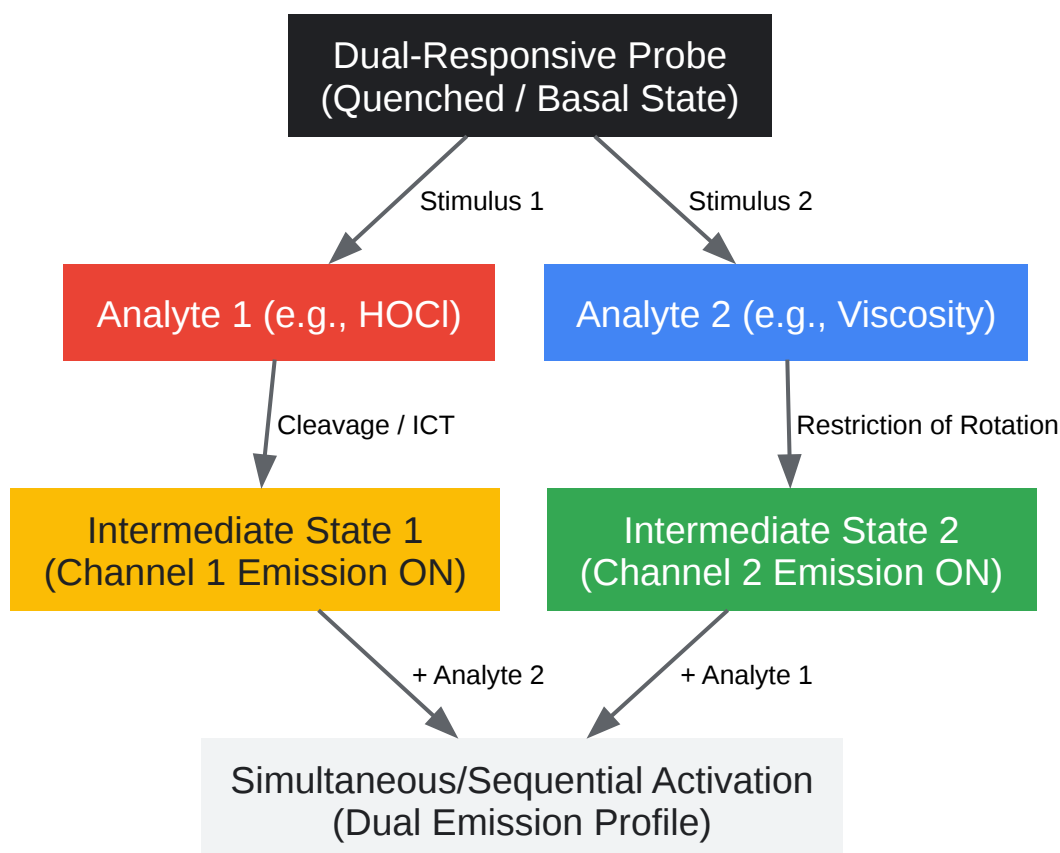 Dual-Responsive Probe
(Quenched / Basal State)
Stimulus 1
Stimulus 2
Analyte 1 (e.g., HOCl)
Analyte 2 (e.g., Viscosity)
Cleavage / ICT
Restriction of Rotation
Intermediate State 1
(Channel 1 Emission ON)
Intermediate State 2
(Channel 2 Emission ON)
+ Analyte 2
+ Analyte 1
Simultaneous/Sequential Activation
(Dual Emission Profile)